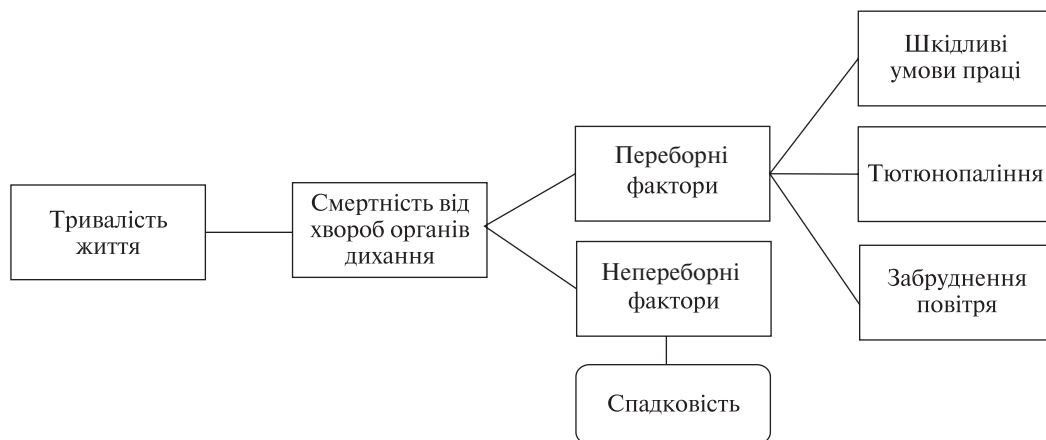 Тривалість
життя
Смертність від
хвороб органів
дихання
Переборні
фактори
Непереборні
фактори
Спадковість
Шкідливі
умови праці
Тютюнопаління
Забруднення
повітря